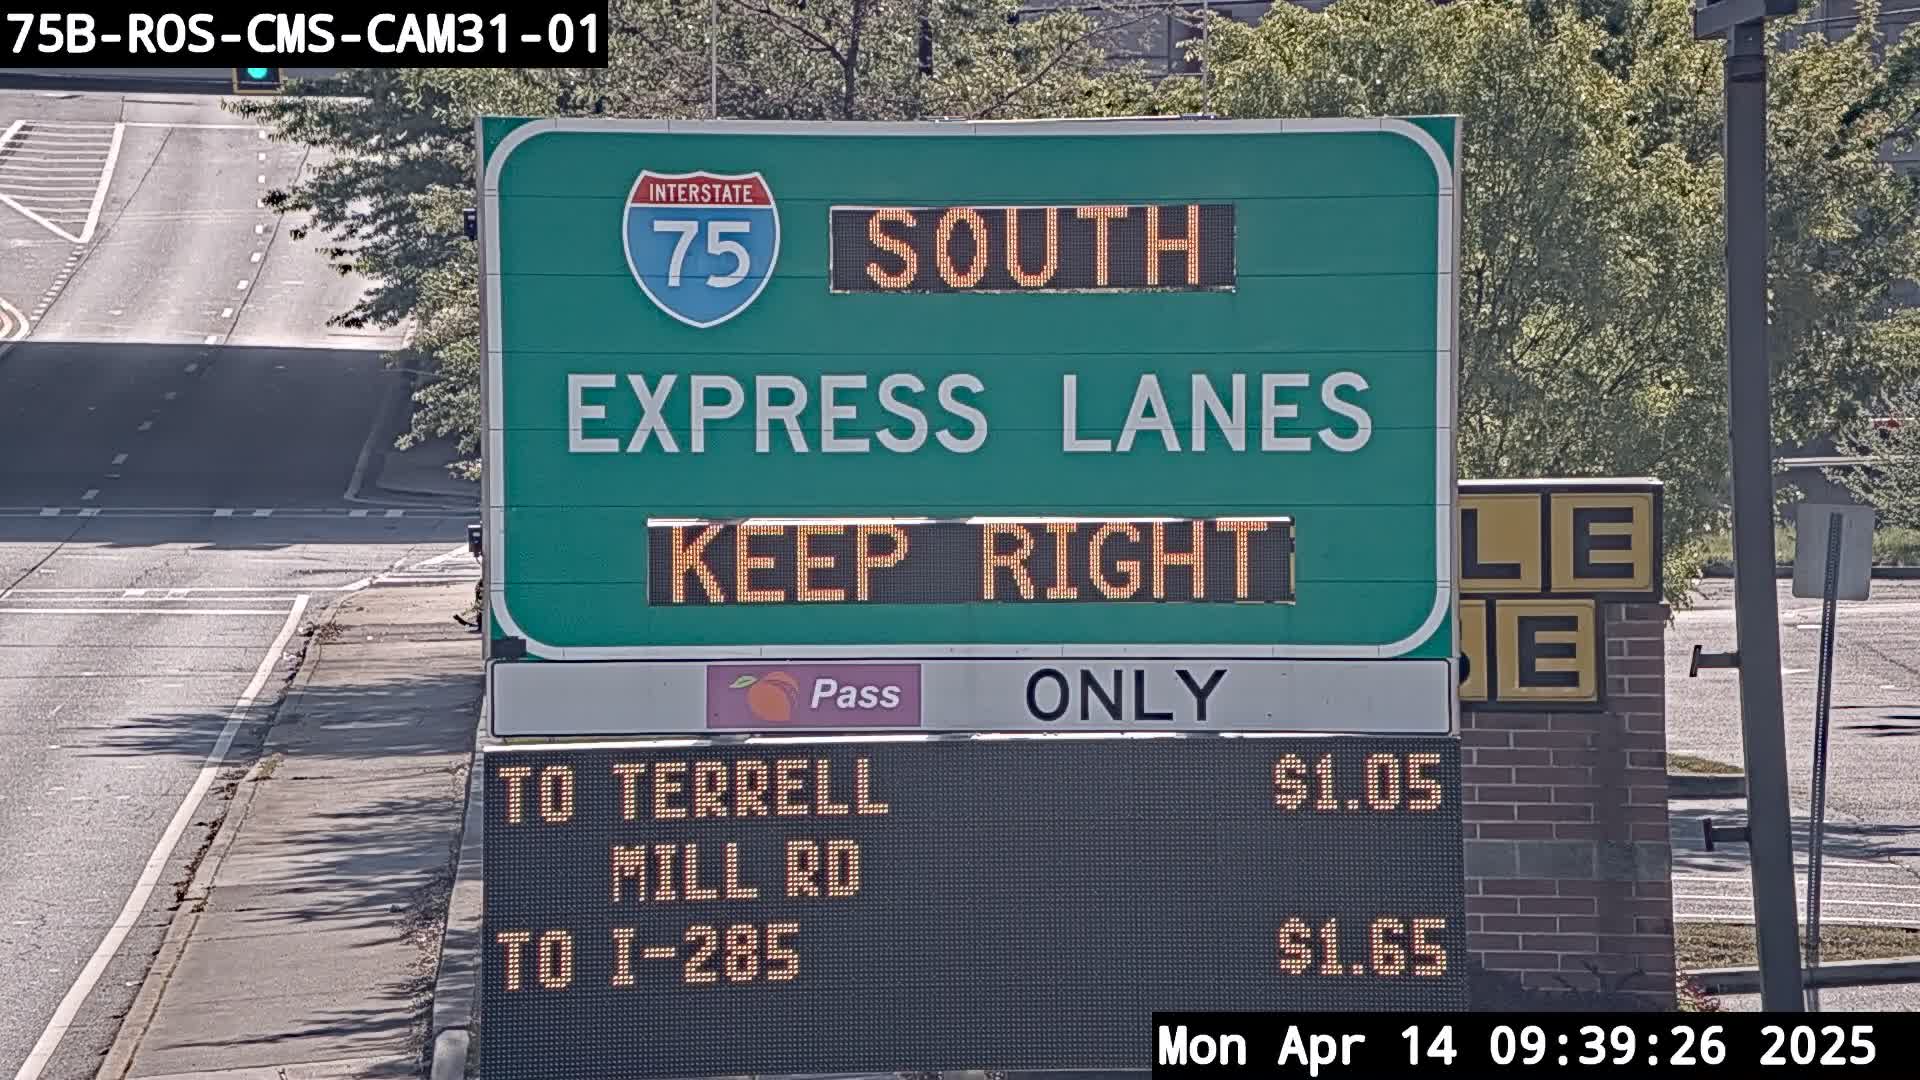 75B-ROS-CMS-CAM31-01
INTERSTATE
75
SOUTH
EXPRESS LANES
KEEP RIGHT
Pass ONLY
TO TERRELL $1.05
MILL RD
TO I-285 $1.65
LE
E
Mon Apr 14 09:39:26 2025